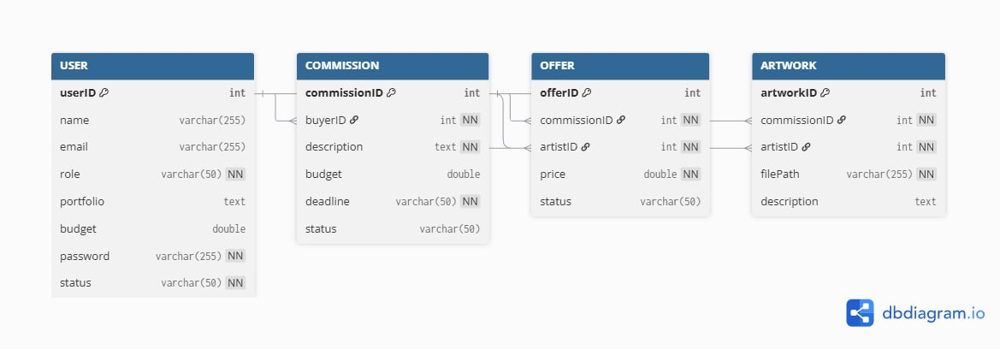 USER
userID int
name varchar(255)
email varchar(255)
role varchar(50) NN
portfolio text
budget double
password varchar(255) NN
status varchar(50) NN
COMMISSION
commissionID int
buyerID int NN
description text NN
budget double
deadline varchar(50) NN
status varchar(50)
OFFER
offerID int
commissionID int NN
artistID int NN
price double NN
status varchar(50)
ARTWORK
artworkID int
commissionID int NN
artistID int NN
filePath varchar(255) NN
description text
dbdiagram.io